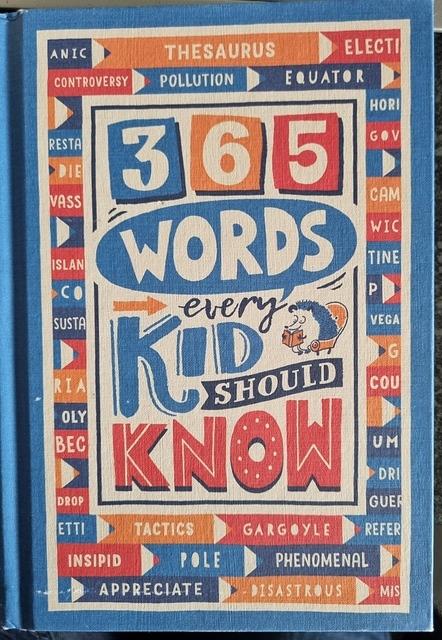 ANIC THESAURUS ELECTI
CONTROVERSY POLLUTION EQUATOR
HORI
RESTA
GOV
DIE
VASS
CAM
WIC
ISLAN
TINE
CO
P
SUSTA
VEGA
G
RIA
COU
OLY
BEC
UM
DRI
DROP
GUER
365
WORDS
every
KID
SHOULD
KNOW
ETTI TACTICS GARGOYLE REFER
INSIPID POLE PHENOMENAL
APPRECIATE DISASTROUS MIS